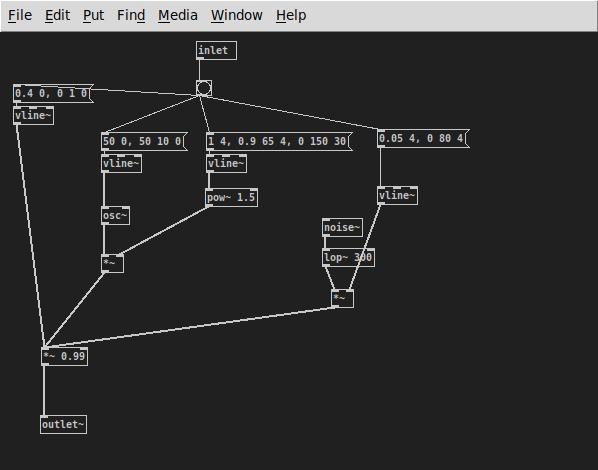 File Edit Put Find Media Window Help
inlet
0.4 0, 0 1 0
vline~
50 0, 50 10 0
1 4, 0.9 65 4, 0 150 30
0.05 4, 0 80 4
vline~
vline~
vline~
pow~ 1.5
osc~
noise~
*~
lop~ 300
*~
*~ 0.99
outlet~